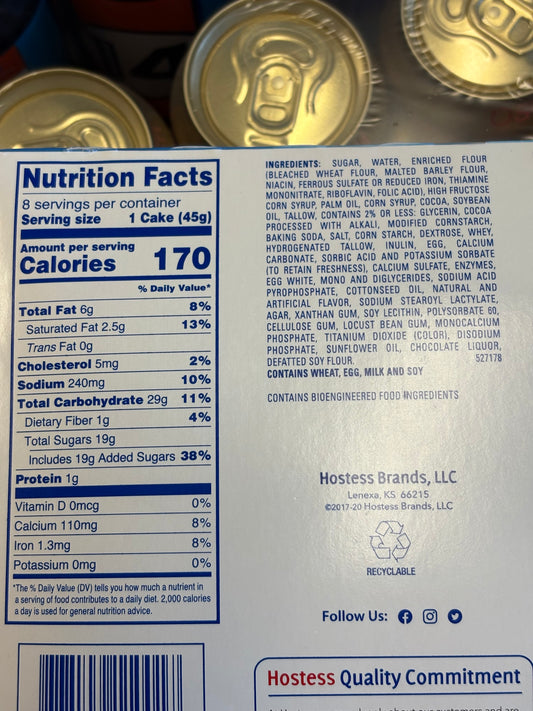 Nutrition Facts
8 servings per container
Serving size 1 Cake (45g)
Amount per serving
Calories 170
% Daily Value*
Total Fat 6g 8%
Saturated Fat 2.5g 13%
Trans Fat 0g
Cholesterol 5mg 2%
Sodium 240mg 10%
Total Carbohydrate 29g 11%
Dietary Fiber 1g 4%
Total Sugars 19g
Includes 19g Added Sugars 38%
Protein 1g
Vitamin D 0mcg 0%
Calcium 110mg 8%
Iron 1.3mg 8%
Potassium 0mg 0%
*The % Daily Value (DV) tells you how much a nutrient in
a serving of food contributes to a daily diet. 2,000 calories
a day is used for general nutrition advice.
INGREDIENTS: SUGAR, WATER, ENRICHED FLOUR
(BLEACHED WHEAT FLOUR, MALTED BARLEY FLOUR,
NIACIN, FERROUS SULFATE OR REDUCED IRON, THIAMINE
MONONITRATE, RIBOFLAVIN, FOLIC ACID), HIGH FRUCTOSE
CORN SYRUP, PALM OIL, CORN SYRUP, COCOA, SOYBEAN
OIL, TALLOW, CONTAINS 2% OR LESS: GLYCERIN, COCOA
PROCESSED WITH ALKALI, MODIFIED CORNSTARCH,
BAKING SODA, SALT, CORN STARCH, DEXTROSE, WHEY,
HYDROGENATED TALLOW, INULIN, EGG, CALCIUM
CARBONATE, SORBIC ACID AND POTASSIUM SORBATE
(TO RETAIN FRESHNESS), CALCIUM SULFATE, ENZYMES,
EGG WHITE, MONO AND DIGLYCERIDES, SODIUM ACID
PYROPHOSPHATE, COTTONSEED OIL, NATURAL AND
ARTIFICIAL FLAVOR, SODIUM STEAROYL LACTYLATE,
AGAR, XANTHAN GUM, SOY LECITHIN, POLYSORBATE 60,
CELLULOSE GUM, LOCUST BEAN GUM, MONOCALCIUM
PHOSPHATE, TITANIUM DIOXIDE (COLOR), DISODIUM
PHOSPHATE, SUNFLOWER OIL, CHOCOLATE LIQUOR,
DEFATTED SOY FLOUR. 527178
CONTAINS WHEAT, EGG, MILK AND SOY
CONTAINS BIOENGINEERED FOOD INGREDIENTS
Hostess Brands, LLC
Lenexa, KS 66215
©2017-20 Hostess Brands, LLC
RECYCLABLE
Follow Us:
Hostess Quality Commitment